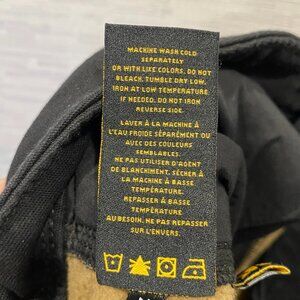 MACHINE WASH COLD
SEPARATELY
OR WITH LIKE COLORS. DO NOT
BLEACH. TUMBLE DRY LOW.
IRON AT LOW TEMPERATURE
IF NEEDED. DO NOT IRON
REVERSE SIDE.
LAVER À LA MACHINE À
L'EAU FROIDE SÉPARÉMENT OU
AVEC DES COULEURS
SEMBLABLES.
NE PAS UTILISER D'AGENT
DE BLANCHIMENT. SÉCHER À
LA MACHINE À BASSE
TEMPÉRATURE.
REPASSER À BASSE
TEMPÉRATURE
AU BESOIN. NE PAS REPASSER
SUR L'ENVERS.